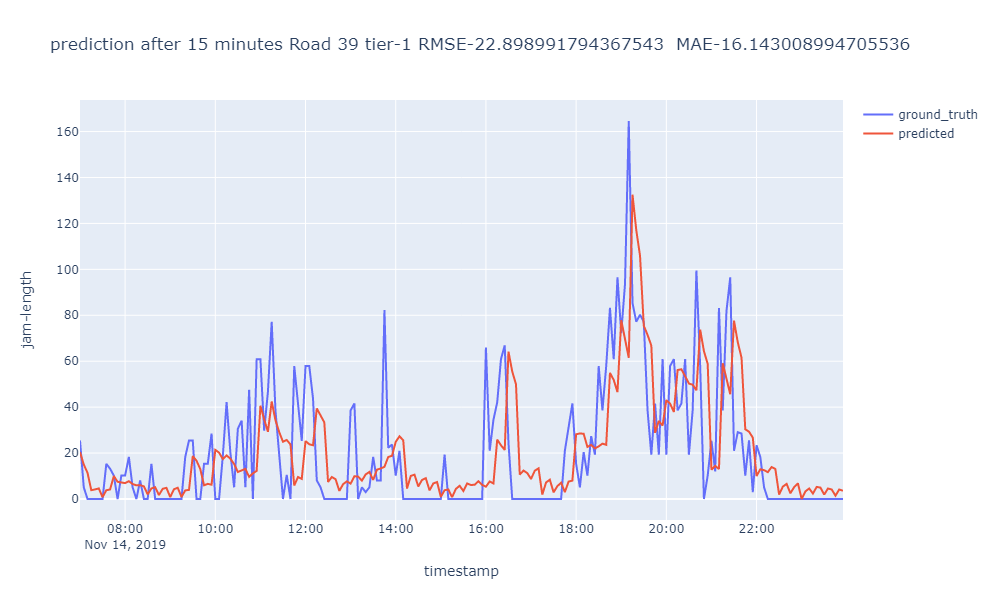 prediction after 15 minutes Road 39 tier-1 RMSE-22.898991794367543  MAE-16.143008994705536
ground_truth
predicted
jam-length
160
140
120
100
80
60
40
20
0
08:00 10:00 12:00 14:00 16:00 18:00 20:00 22:00
Nov 14, 2019
timestamp